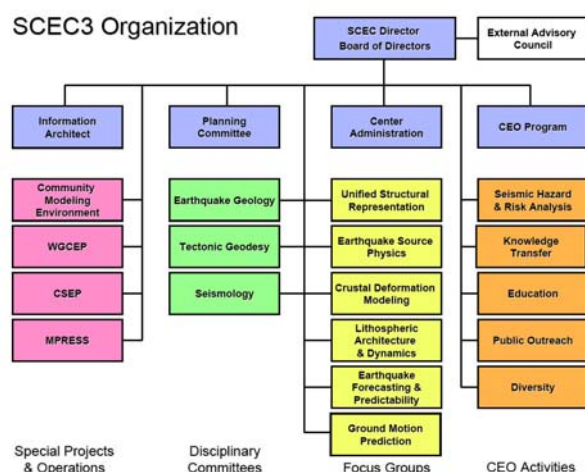 SCEC3 Organization
SCEC Director
Board of Directors
External Advisory
Council
Information
Architect
Planning
Committee
Center
Administration
CEO Program
Community
Modeling
Environment
Earthquake Geology
Unified Structural
Representation
Seismic Hazard
& Risk Analysis
WGCEP
Tectonic Geodesy
Earthquake Source
Physics
Knowledge
Transfer
CSEP
Seismology
Crustal Deformation
Modeling
Education
MPRESS
Lithospheric
Architecture
& Dynamics
Public Outreach
Earthquake
Forecasting &
Predictability
Diversity
Ground Motion
Prediction
Special Projects
& Operations
Disciplinary
Committees
Focus Groups
CEO Activities